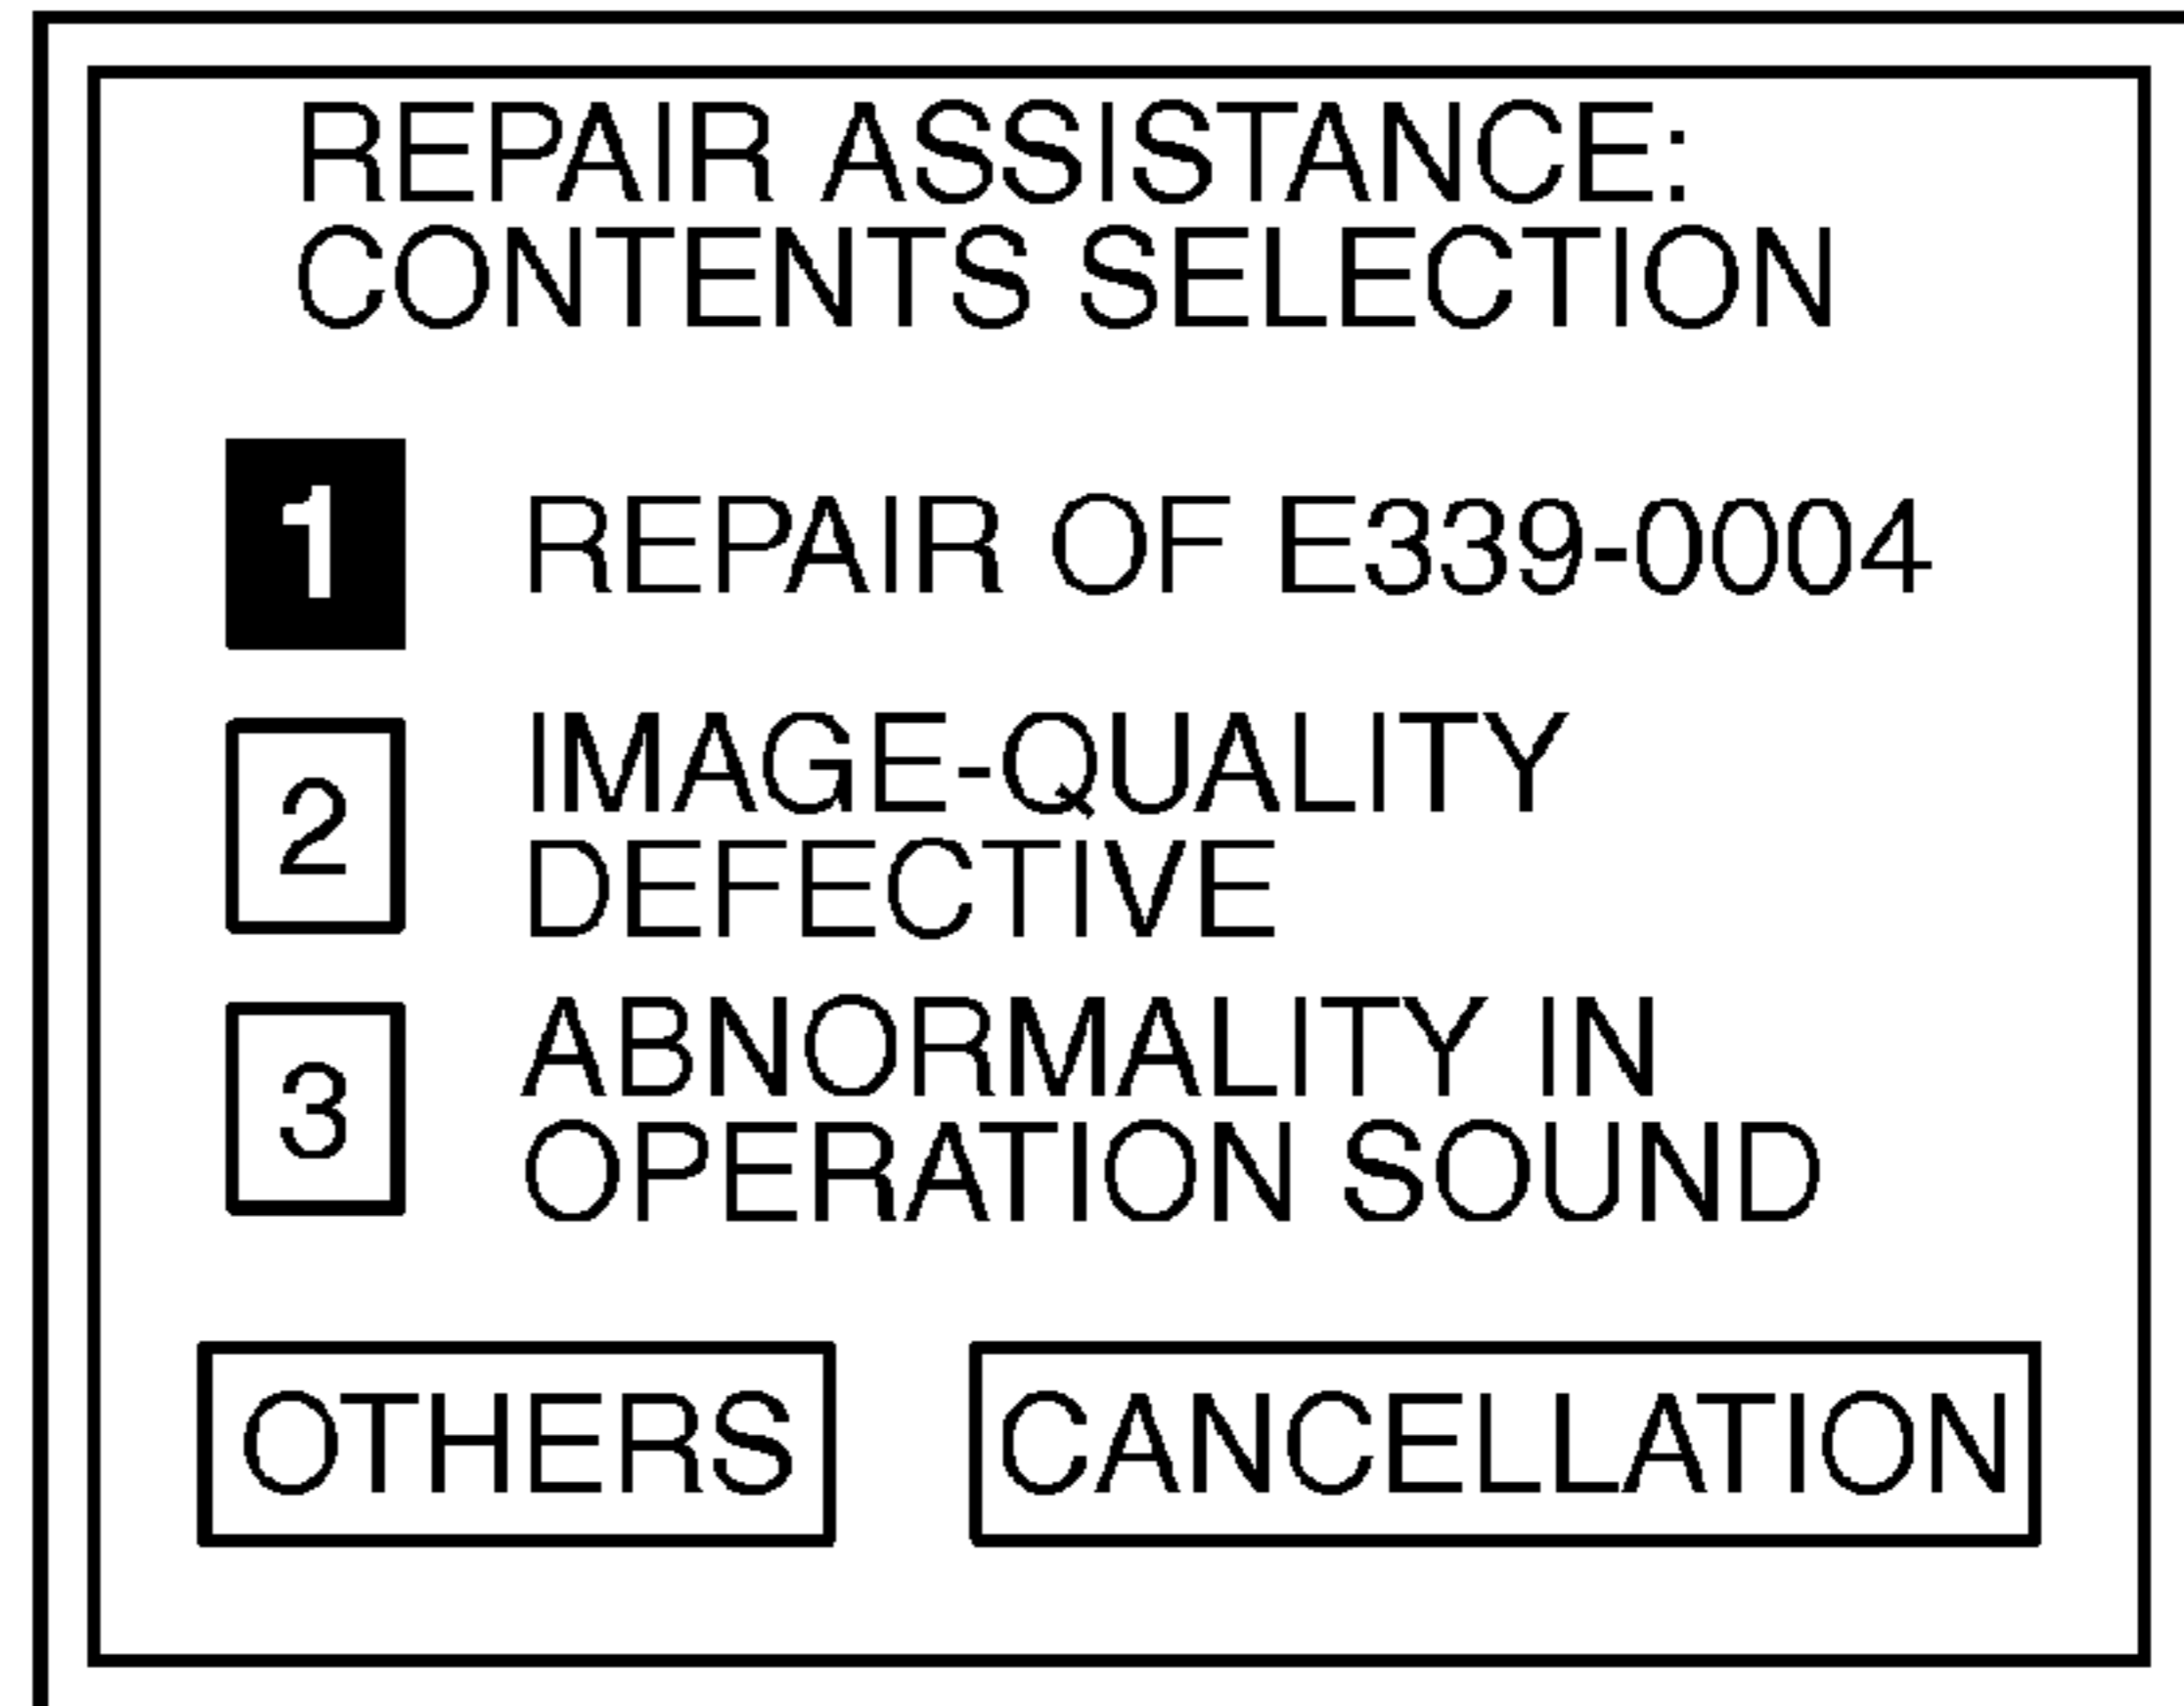 REPAIR ASSISTANCE:
CONTENTS SELECTION
1 REPAIR OF E339-0004
2 IMAGE-QUALITY
DEFECTIVE
3 ABNORMALITY IN
OPERATION SOUND
OTHERS CANCELLATION